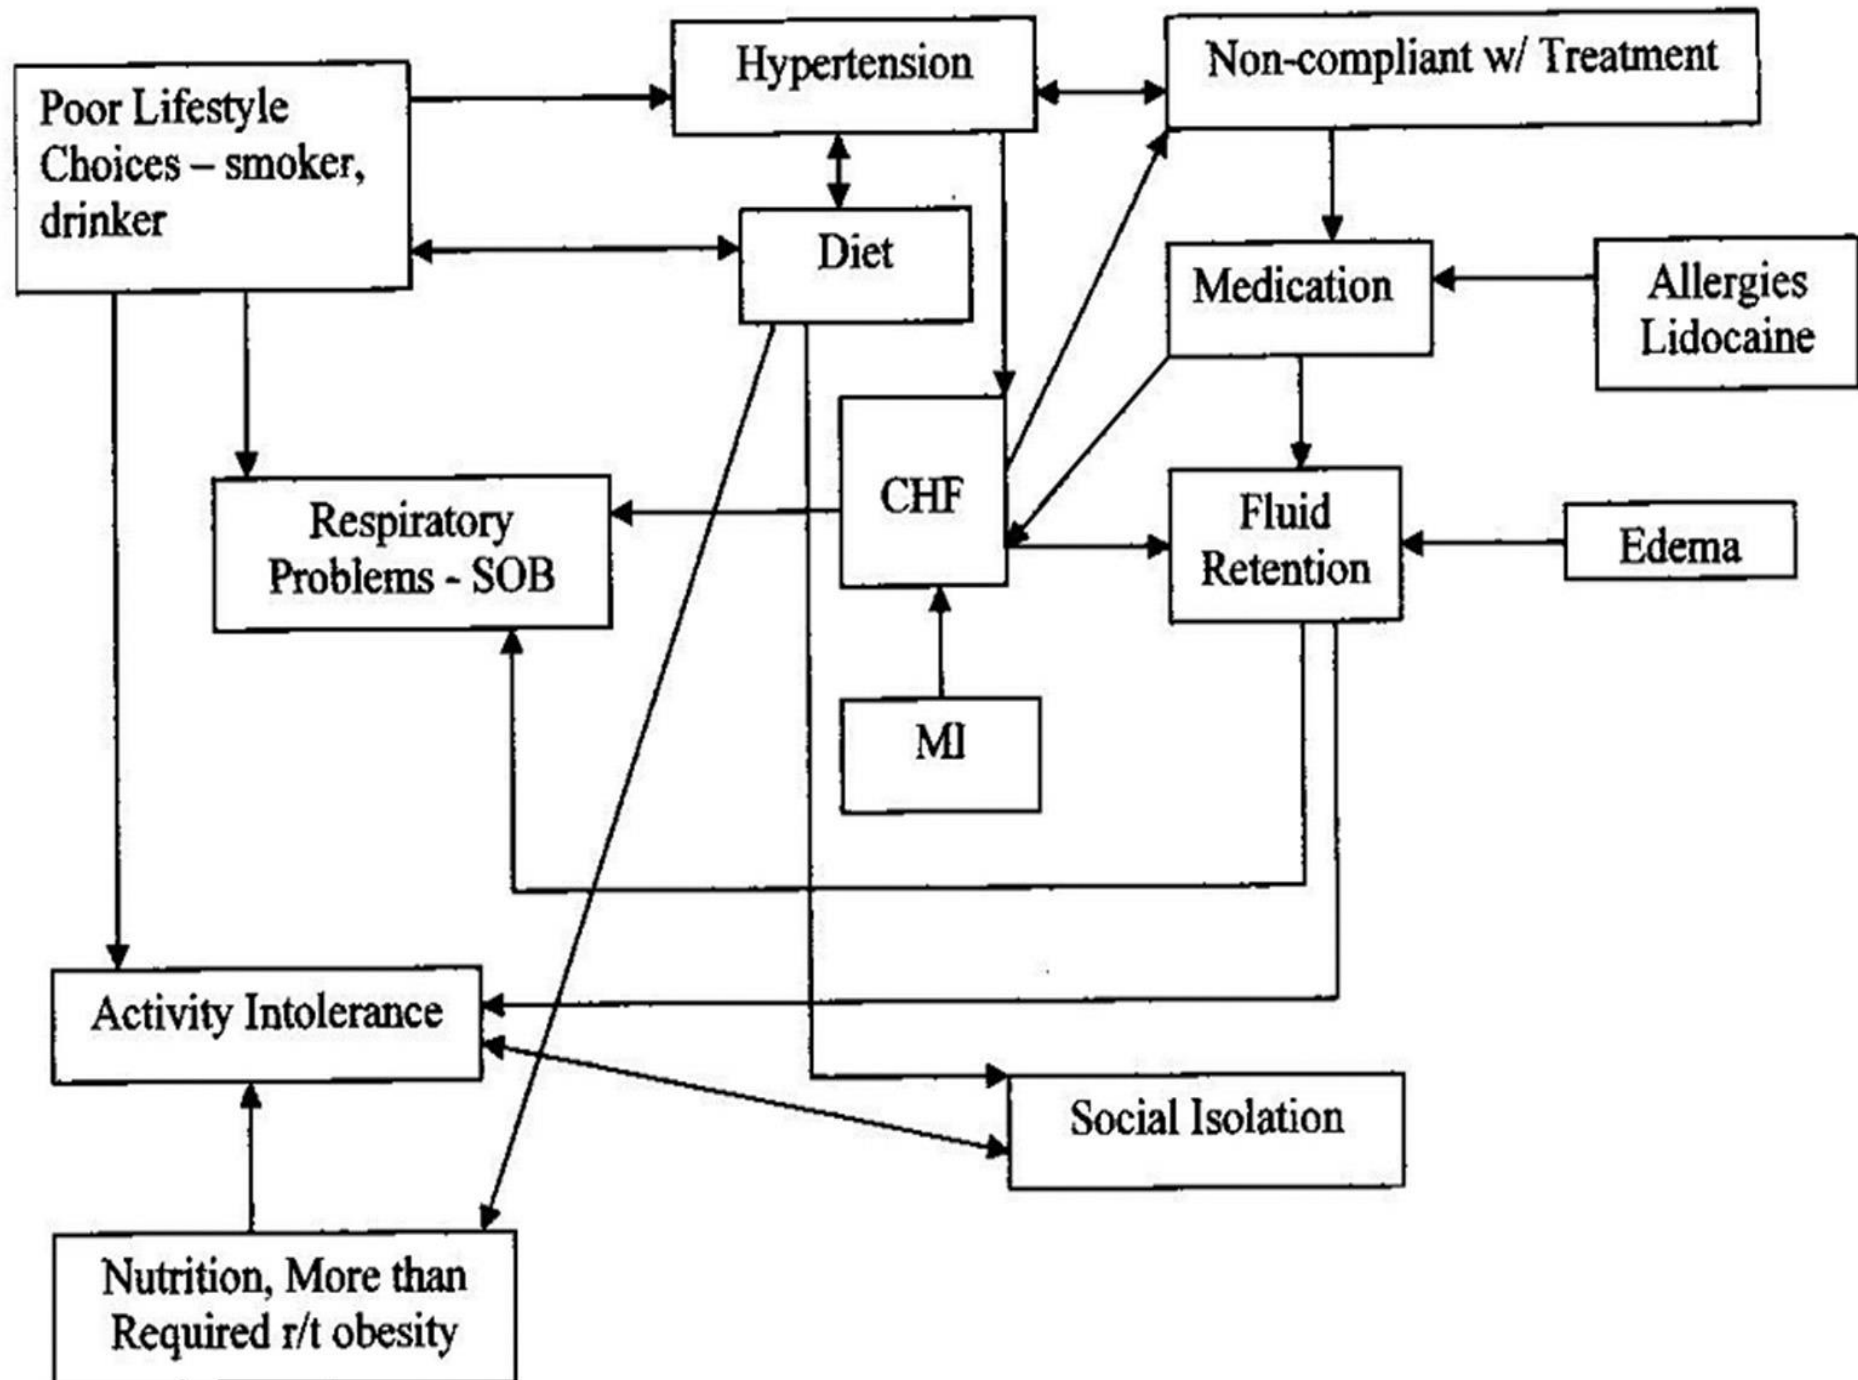 Hypertension
Non-compliant w/ Treatment
Poor Lifestyle
Choices – smoker,
drinker
Diet
Medication
Allergies
Lidocaine
CHF
Respiratory
Problems - SOB
Fluid
Retention
Edema
MI
Activity Intolerance
Social Isolation
Nutrition, More than
Required r/t obesity